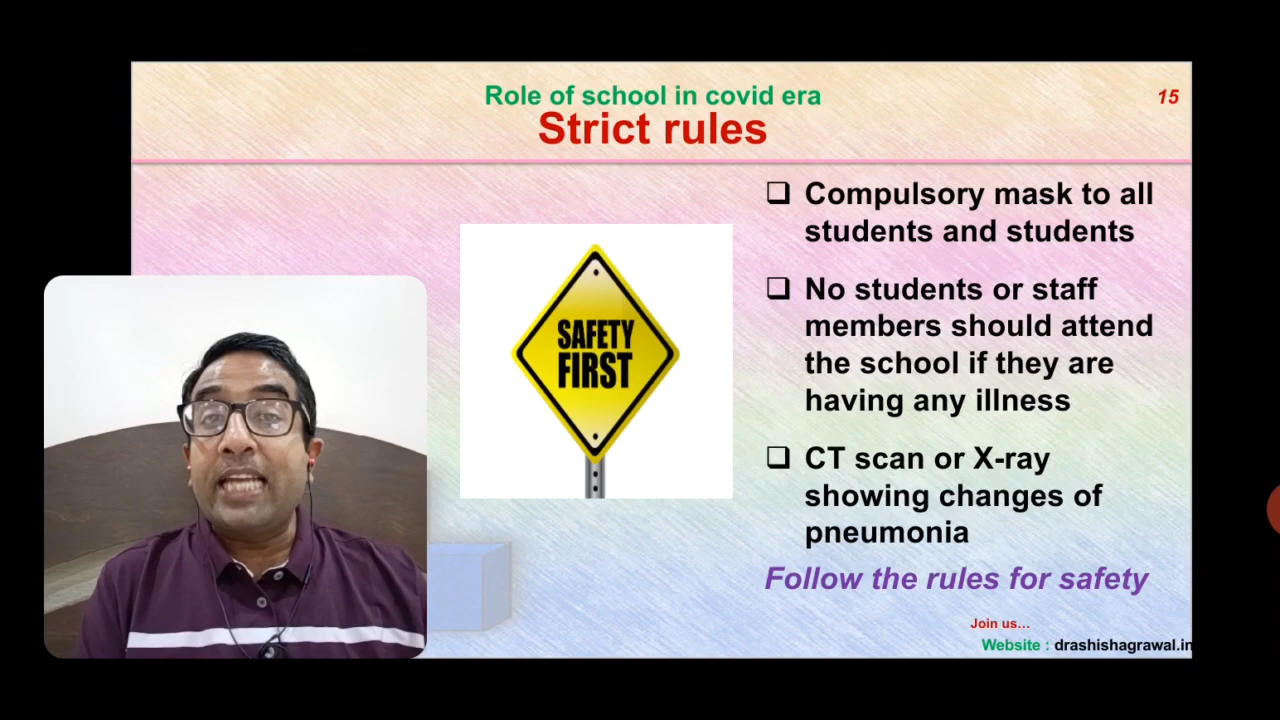 Role of school in covid era
15
Strict rules
SAFETY
FIRST
❑ Compulsory mask to all
students and students
❑ No students or staff
members should attend
the school if they are
having any illness
❑ CT scan or X-ray
showing changes of
pneumonia
Follow the rules for safety
Join us…
Website : drashishagrawal.in